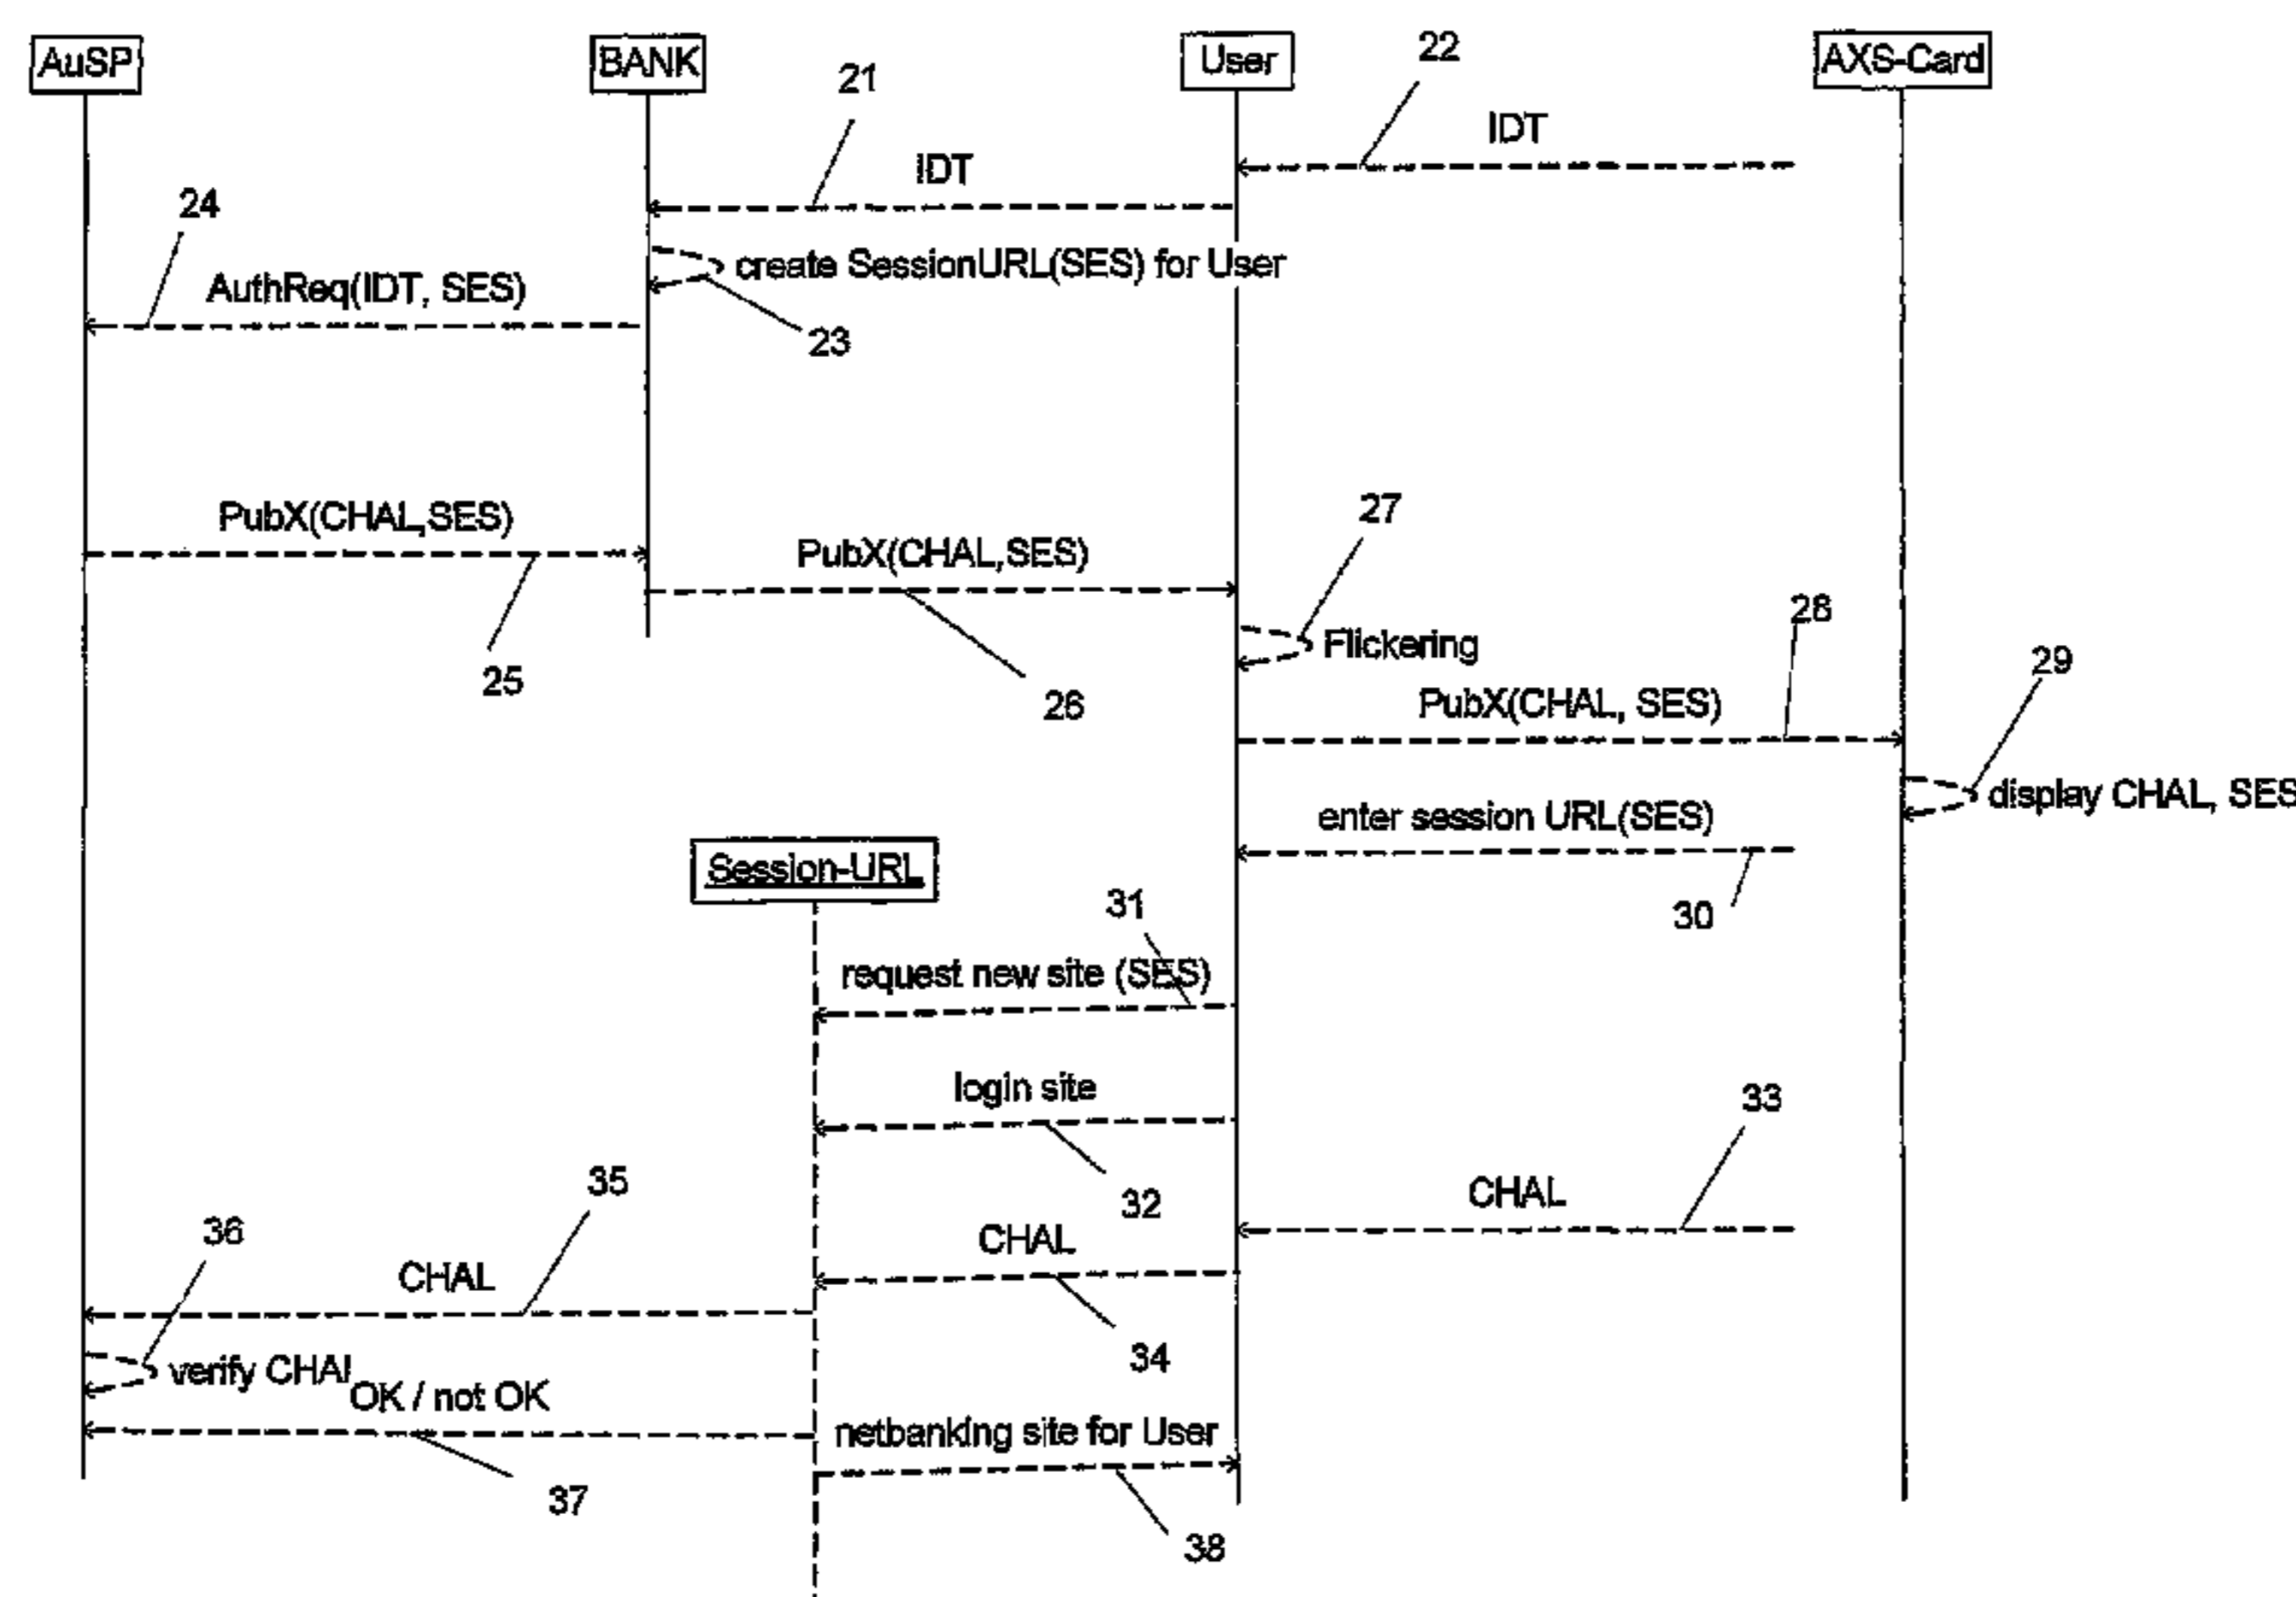 AuSP
BANK
User
AXS-Card
21
22
IDT
IDT
24
create SessionURL(SES) for User
AuthReq(IDT, SES)
23
PubX(CHAL,SES)
27
PubX(CHAL,SES)
28
Flickering
29
25
26
PubX(CHAL, SES)
display CHAL, SES
enter session URL(SES)
Session-URL
31
30
request new site (SES)
login site
33
35
32
CHAL
36
CHAL
CHAL
34
verify CHAL
OK / not OK
netbanking site for User
37
38